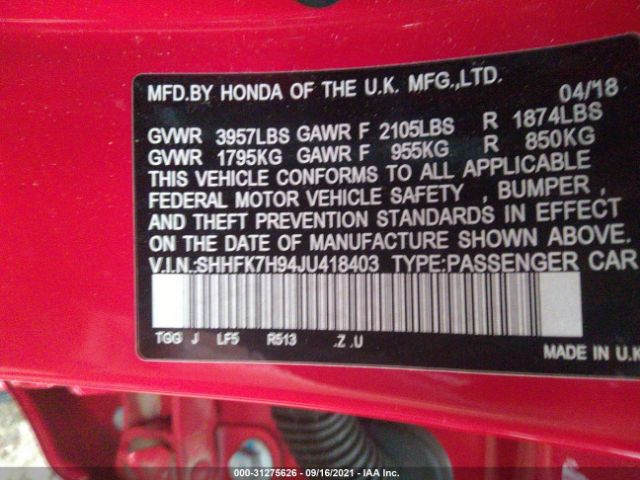 MFD.BY HONDA OF THE U.K. MFG.,LTD.
04/18
GVWR 3957LBS GAWR F 2105LBS R 1874LBS
GVWR 1795KG GAWR F 955KG R 850KG
THIS VEHICLE CONFORMS TO ALL APPLICABLE
FEDERAL MOTOR VEHICLE SAFETY , BUMPER ,
AND THEFT PREVENTION STANDARDS IN EFFECT
ON THE DATE OF MANUFACTURE SHOWN ABOVE.
V.I.N.:SHHFK7H94JU418403 TYPE:PASSENGER CAR
TGG J LF5 R513 .Z .U
MADE IN U.K
000-31275626 - 09/16/2021 - IAA Inc.